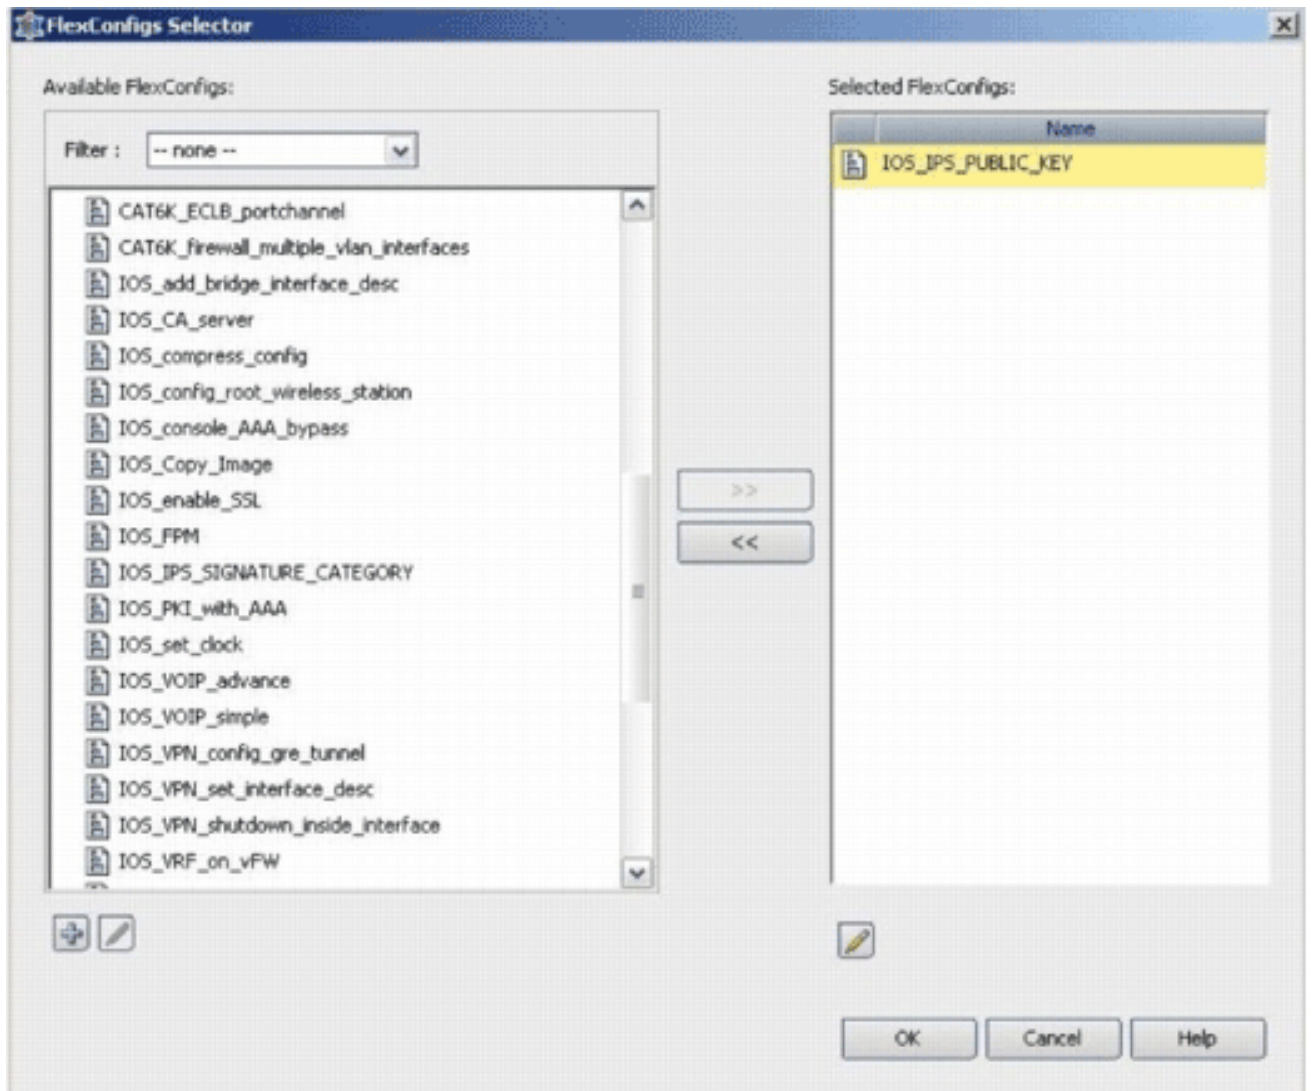 FlexConfigs Selector
Available FlexConfigs:
Filter :
-- none --
CAT6K_ECLB_portchannel
CAT6K_firewall_multiple_vlan_interfaces
IOS_add_bridge_interface_desc
IOS_CA_server
IOS_compress_config
IOS_config_root_wireless_station
IOS_console_AAA_bypass
IOS_Copy_Image
IOS_enable_SSL
IOS_FPM
IOS_IPS_SIGNATURE_CATEGORY
IOS_PKI_with_AAA
IOS_set_clock
IOS_VOIP_advance
IOS_VOIP_simple
IOS_VPN_config_gre_tunnel
IOS_VPN_set_interface_desc
IOS_VPN_shutdown_inside_interface
IOS_VRF_on_vFW
>>
<<
Selected FlexConfigs:
Name
IOS_IPS_PUBLIC_KEY
OK
Cancel
Help